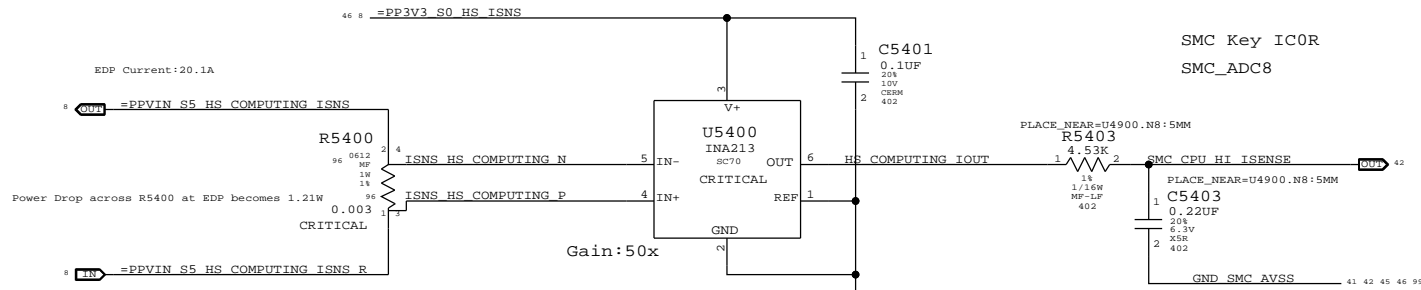 46 8 =PP3V3_S0_HS_ISNS
SMC Key IC0R
SMC_ADC8
EDP Current:20.1A
1
C5401
0.1UF
20%
10V
CERM
402
2
8 OUT =PPVIN_S5_HS_COMPUTING_ISNS
3
V+
U5400
INA213
SC70
CRITICAL
R5400
2 4
96 0612
MF
1W
1%
96
0.003
1 3
CRITICAL
ISNS_HS_COMPUTING_N 5 IN-
OUT 6 HS_COMPUTING_IOUT
PLACE_NEAR=U4900.N8:5MM
R5403
4.53K
1 2
1%
1/16W
MF-LF
402
SMC_CPU_HI_ISENSE OUT 42
PLACE_NEAR=U4900.N8:5MM
1
C5403
0.22UF
20%
6.3V
X5R
402
2
Power Drop across R5400 at EDP becomes 1.21W
ISNS_HS_COMPUTING_P 4 IN+
REF 1
GND
2
Gain:50x
8 IN =PPVIN_S5_HS_COMPUTING_ISNS_R
GND_SMC_AVSS 41 42 45 46 99